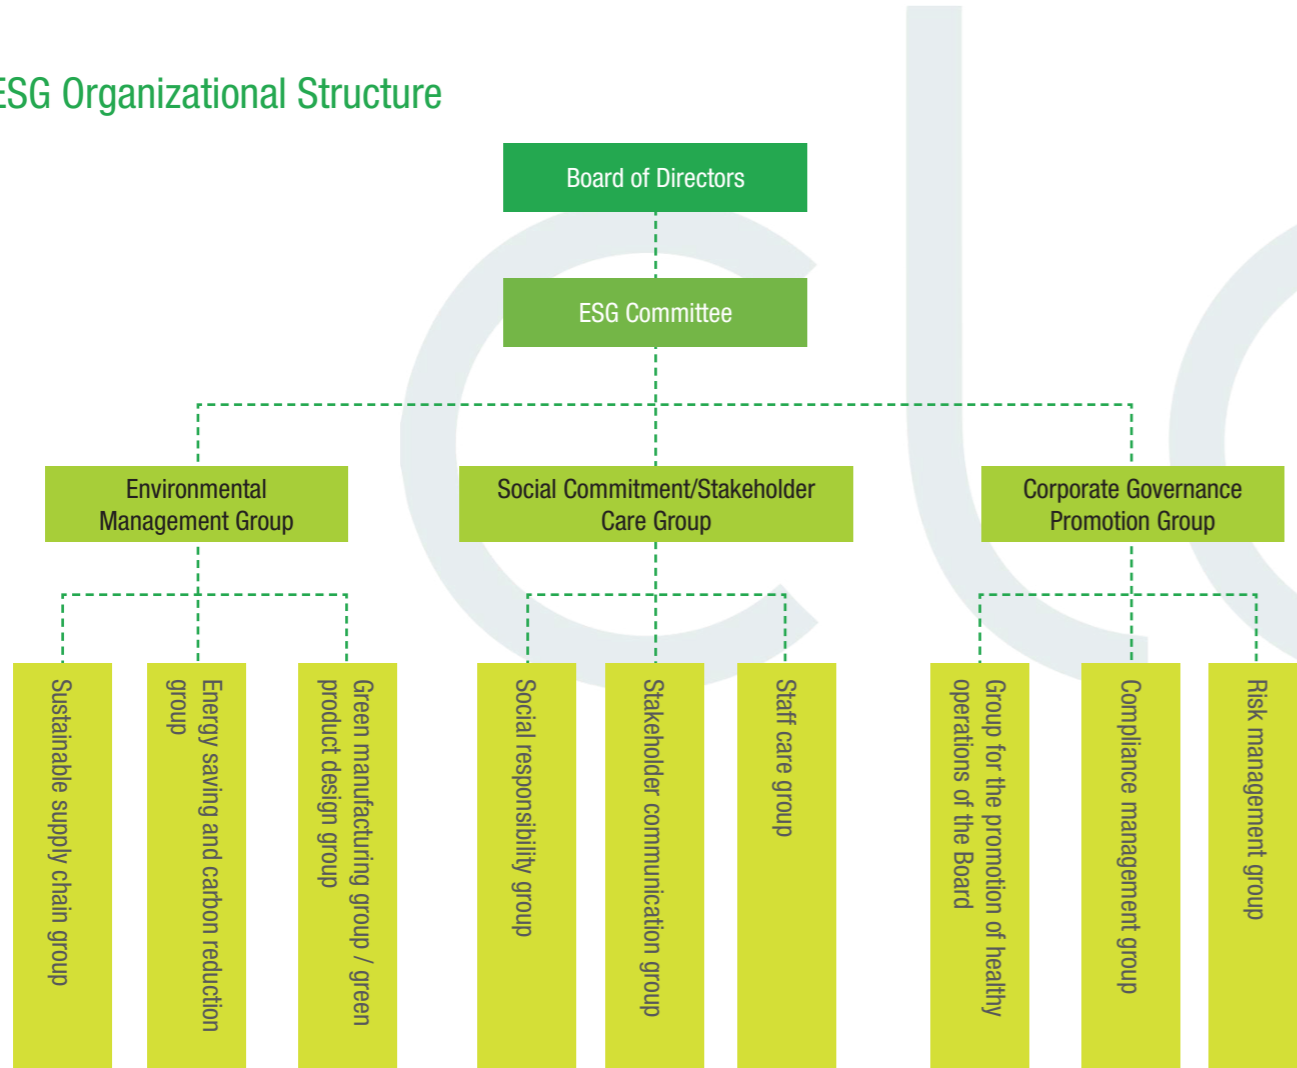 ESG Organizational Structure
Board of Directors
ESG Committee
Environmental
Management Group
Social Commitment/Stakeholder
Care Group
Corporate Governance
Promotion Group
Sustainable supply chain group
Energy saving and carbon reduction
group
Green manufacturing group / green
product design group
Social responsibility group
Stakeholder communication group
Staff care group
Group for the promotion of healthy
operations of the Board
Compliance management group
Risk management group